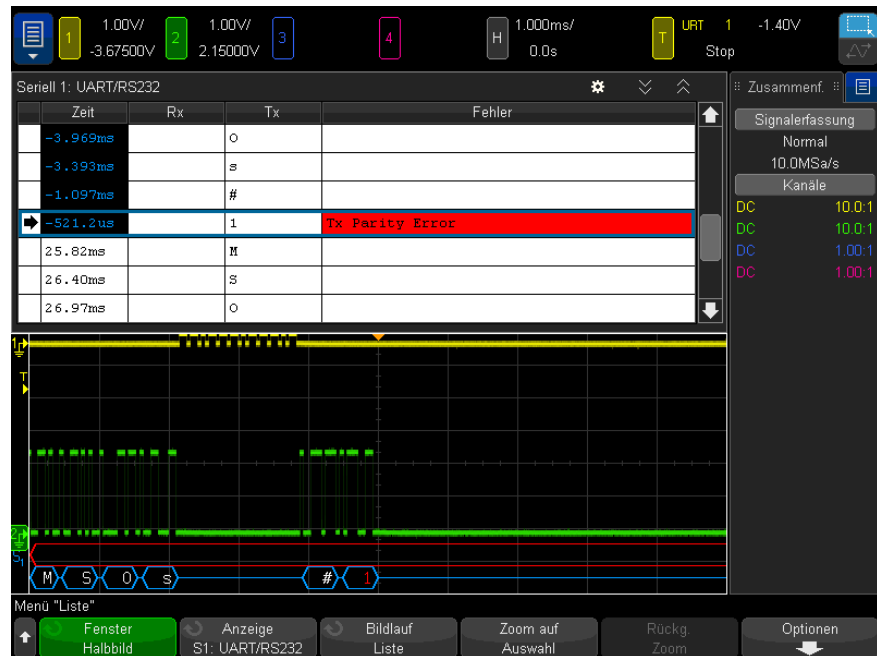 1 1.00V/ -3.67500V
2 1.00V/ 2.15000V
3
4
H 1.000ms/ 0.0s
T URT 1 -1.40V Stop
Seriell 1: UART/RS232
Zeit Rx Tx Fehler
-3.969ms O
-3.393ms s
-1.097ms #
-521.2us 1 Tx Parity Error
25.82ms M
26.40ms S
26.97ms O
Zusammenf.
Signalerfassung
Normal
10.0MSa/s
Kanäle
DC 10.0:1
DC 10.0:1
DC 1.00:1
DC 1.00:1
1
T
2
S1
M S O s # 1
Menü "Liste"
Fenster Halbbild
Anzeige S1: UART/RS232
Bildlauf Liste
Zoom auf Auswahl
Rückg. Zoom
Optionen